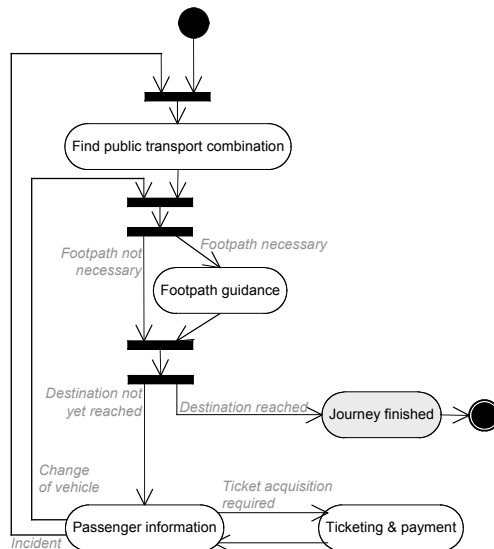 Find public transport combination
Footpath necessary
Footpath not
necessary
Footpath guidance
Destination not
yet reached
Destination reached
Journey finished
Change
of vehicle
Ticket acquisition
required
Passenger information
Ticketing & payment
Incident